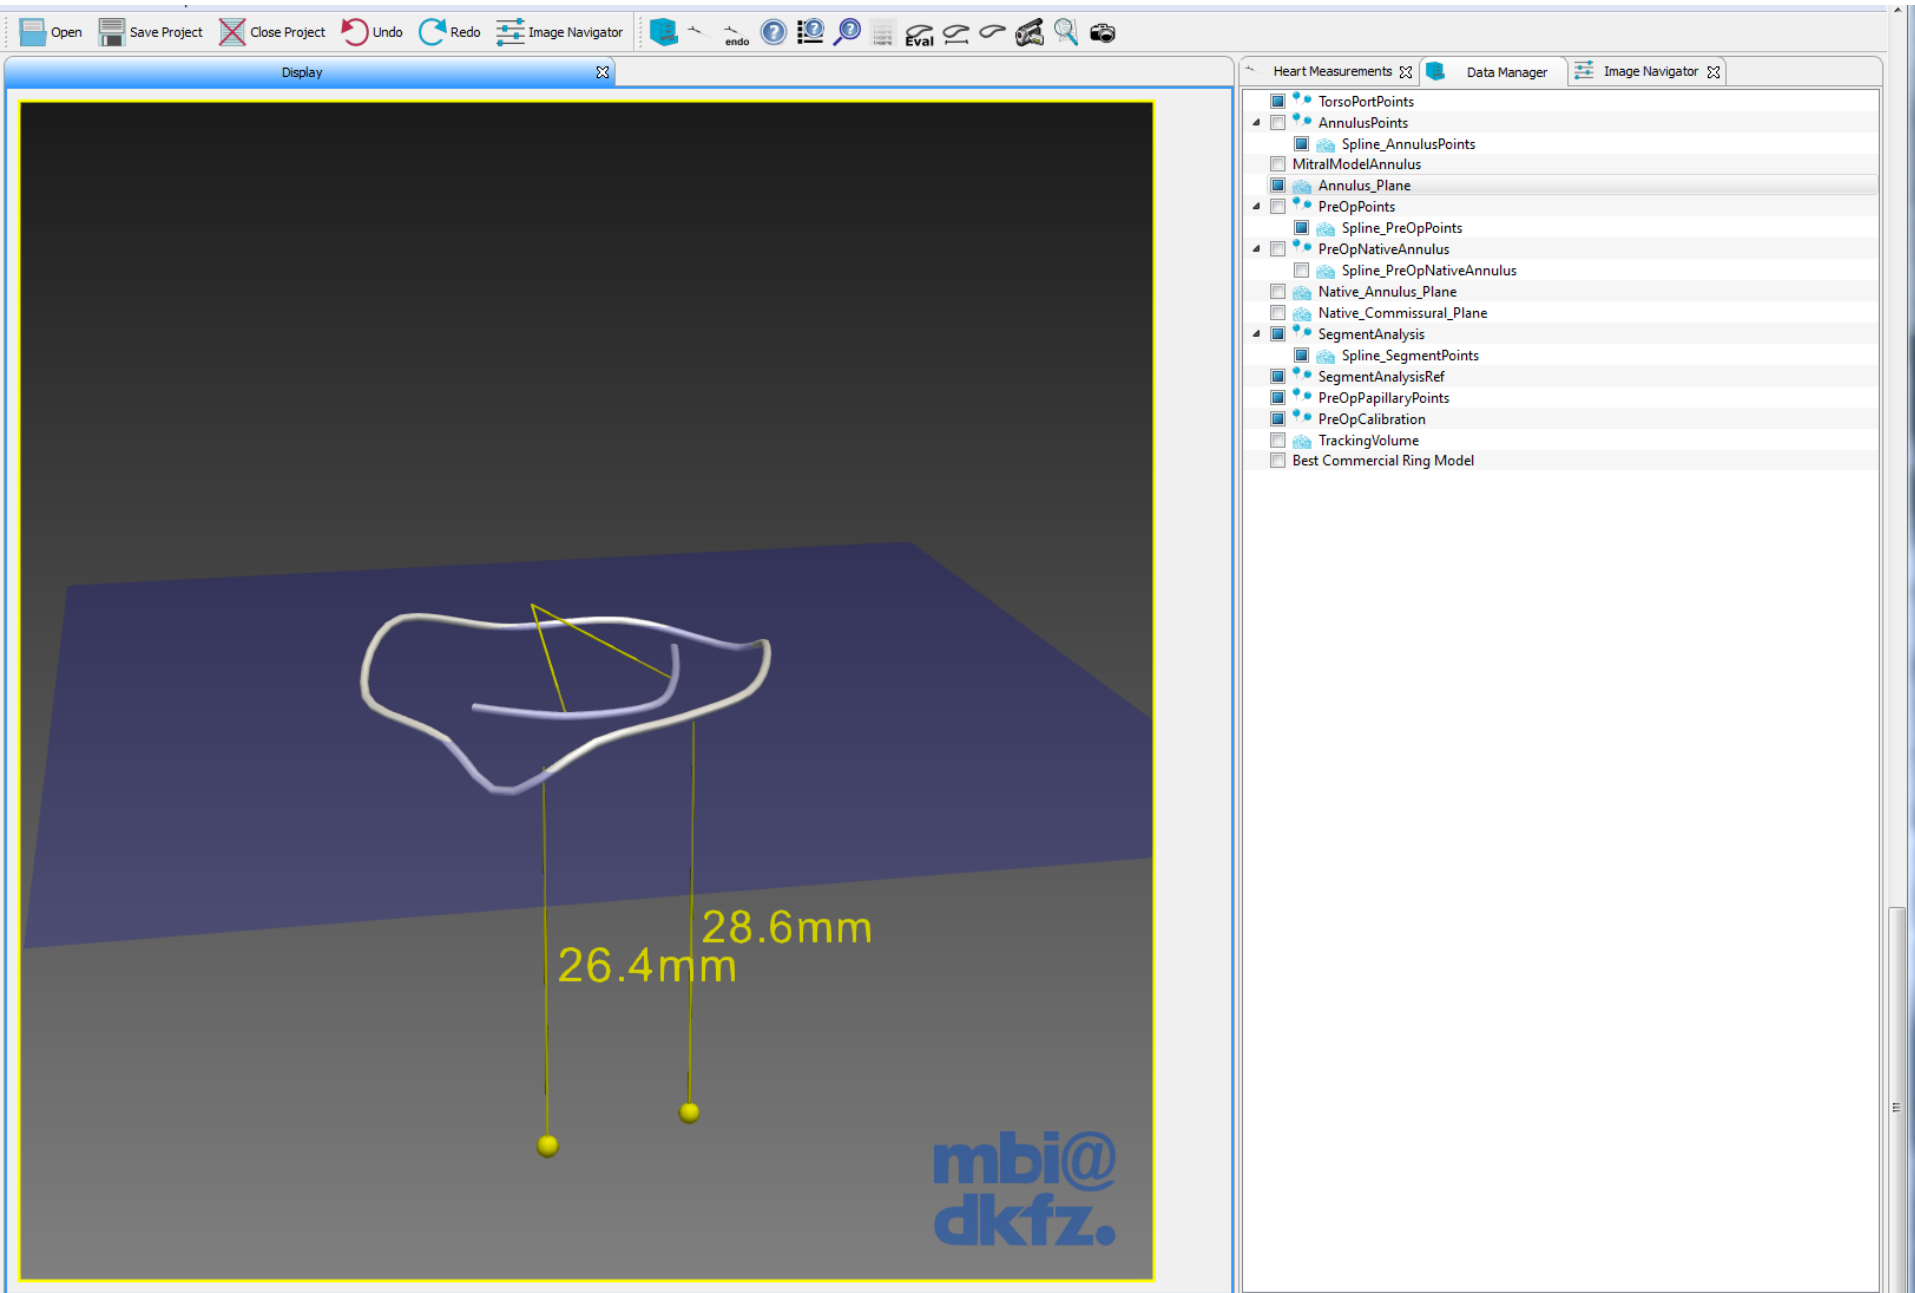 Open Save Project Close Project Undo Redo Image Navigator endo Eval
Display
Heart Measurements Data Manager Image Navigator
TorsoPortPoints
AnnulusPoints
Spline_AnnulusPoints
MitralModelAnnulus
Annulus_Plane
PreOpPoints
Spline_PreOpPoints
PreOpNativeAnnulus
Spline_PreOpNativeAnnulus
Native_Annulus_Plane
Native_Commissural_Plane
SegmentAnalysis
Spline_SegmentPoints
SegmentAnalysisRef
PreOpPapillaryPoints
PreOpCalibration
TrackingVolume
Best Commercial Ring Model
28.6mm
26.4mm
mbi@
dkfz.